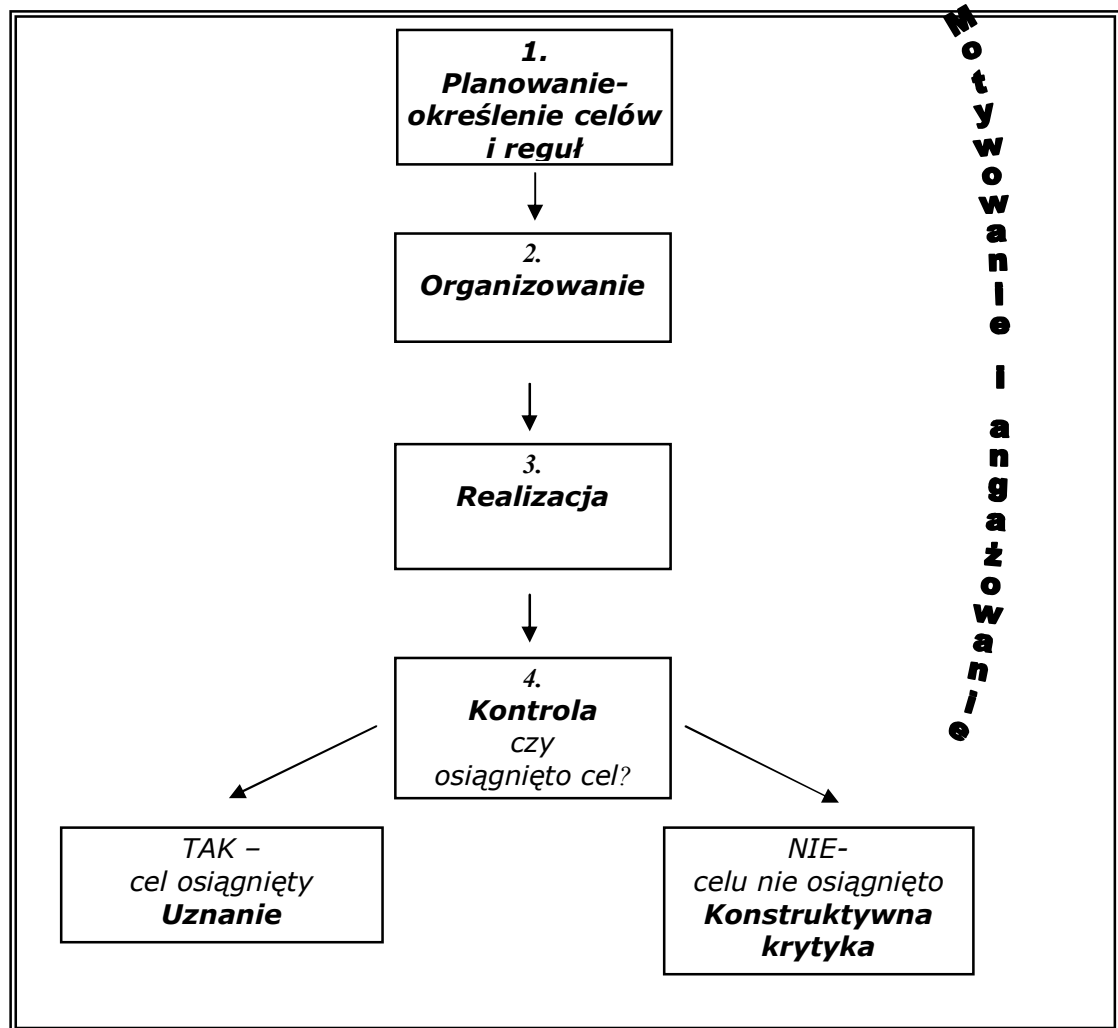 1.
Planowanie-
określenie celów
i reguł
2.
Organizowanie
3.
Realizacja
4.
Kontrola
czy
osiągnięto cel?
TAK –
cel osiągnięty
Uznanie
NIE-
celu nie osiągnięto
Konstruktywna
krytyka
Motywowanie i angażowanie